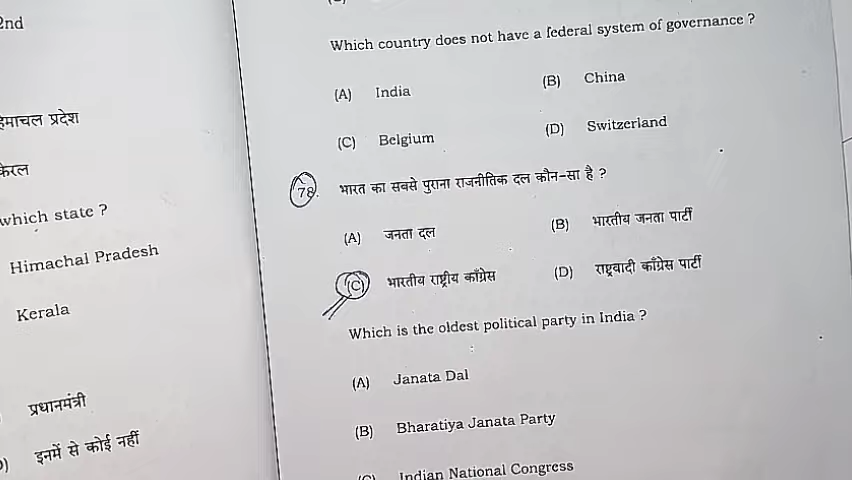 2nd
हिमाचल प्रदेश
केरल
which state ?
Himachal Pradesh
Kerala
प्रधानमंत्री
इनमें से कोई नहीं
Which country does not have a federal system of governance ?
(A) India (B) China
(C) Belgium (D) Switzerland
78. भारत का सबसे पुराना राजनीतिक दल कौन-सा है ?
(A) जनता दल (B) भारतीय जनता पार्टी
(C) भारतीय राष्ट्रीय काँग्रेस (D) राष्ट्रवादी काँग्रेस पार्टी
Which is the oldest political party in India ?
(A) Janata Dal
(B) Bharatiya Janata Party
(C) Indian National Congress